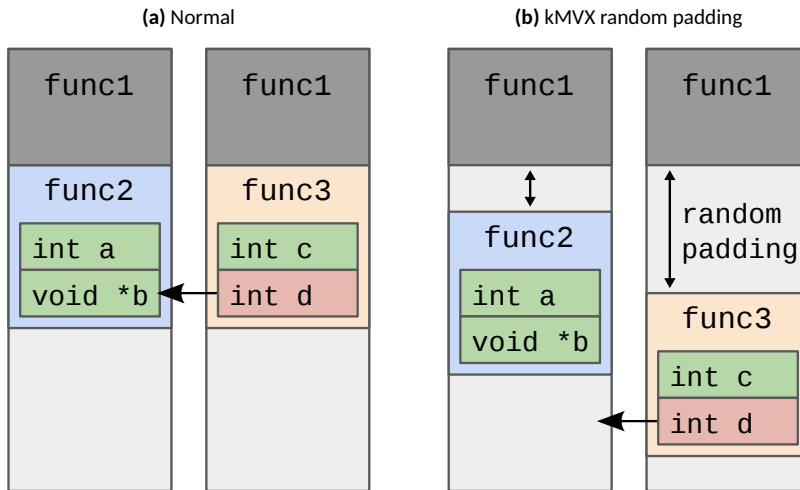 (a) Normal
func1
func1
func2
func3
int a
void *b
int c
int d
(b) kMVX random padding
func1
func1
func2
int a
void *b
random
padding
func3
int c
int d